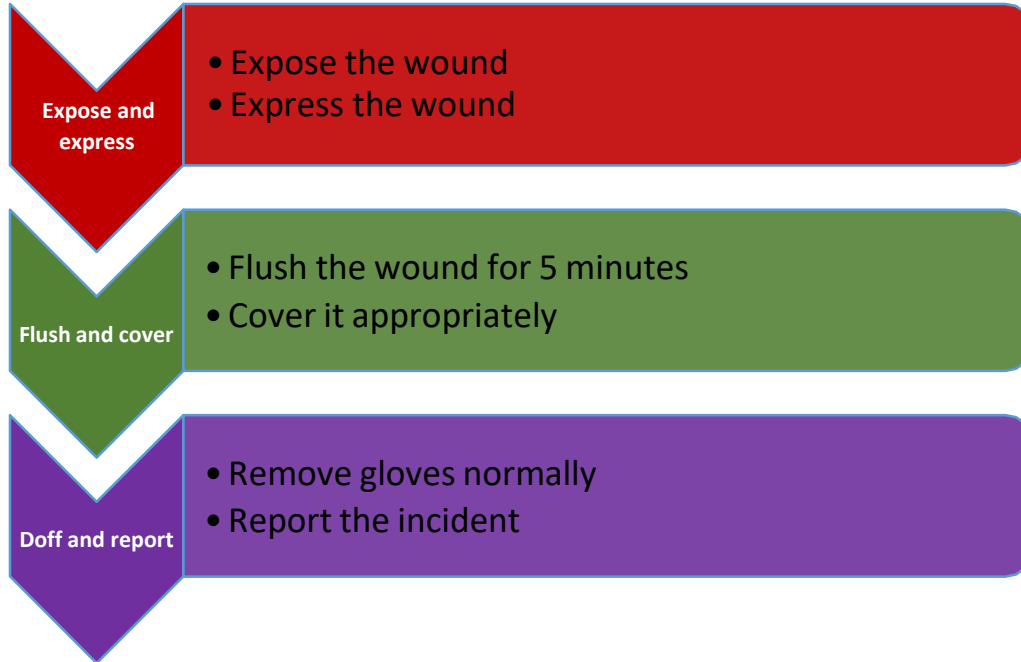 Expose and
express
• Expose the wound
• Express the wound
Flush and cover
• Flush the wound for 5 minutes
• Cover it appropriately
Doff and report
• Remove gloves normally
• Report the incident